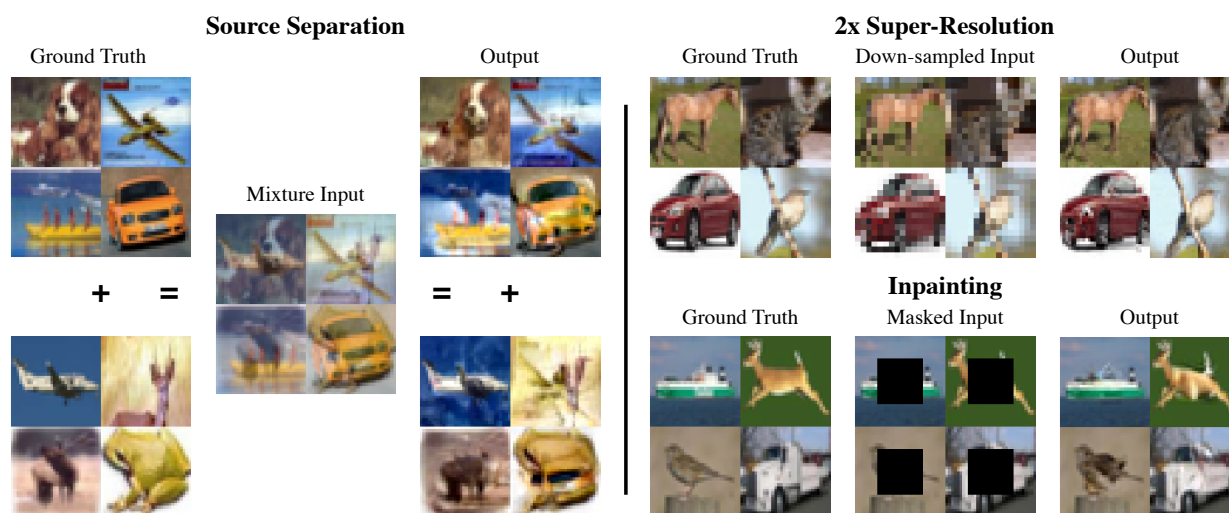 Source Separation
Ground Truth
Output
Mixture Input
+ =
= +
2x Super-Resolution
Ground Truth
Down-sampled Input
Output
Inpainting
Ground Truth
Masked Input
Output